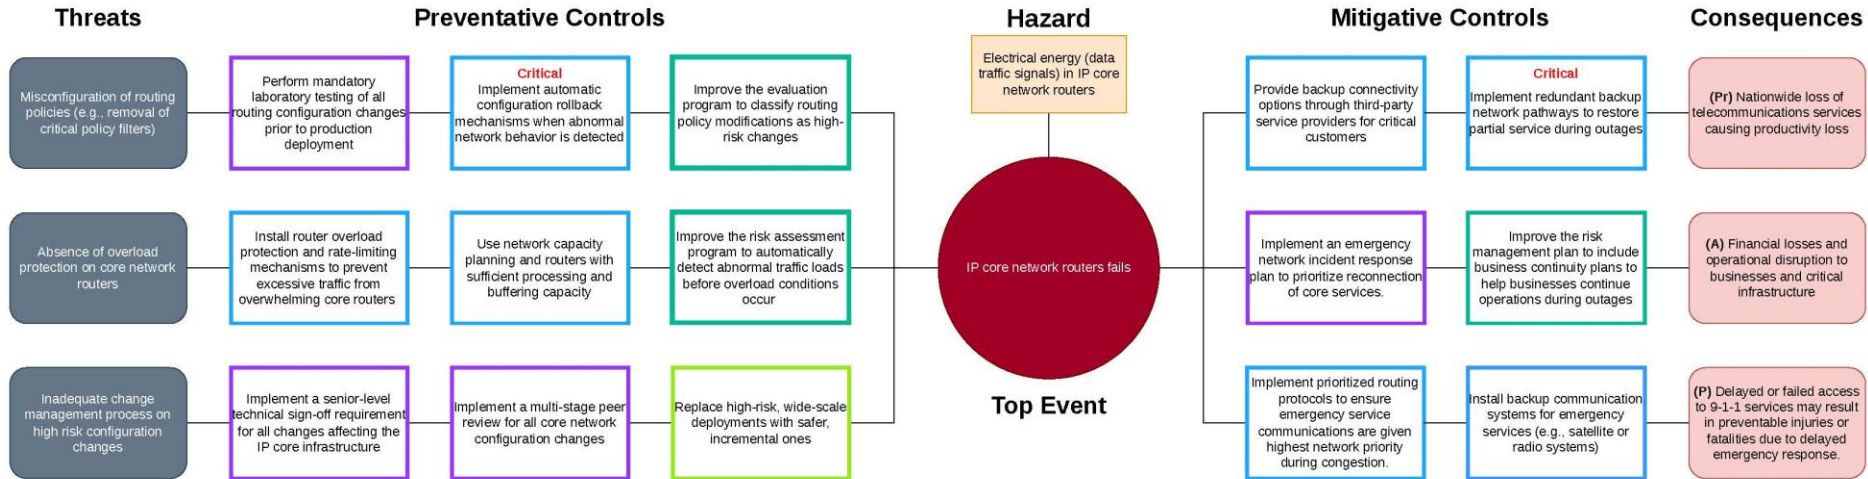 Threats
Preventative Controls
Hazard
Mitigative Controls
Consequences
Misconfiguration of routing
policies (e.g., removal of
critical policy filters)
Perform mandatory
laboratory testing of all
routing configuration changes
prior to production
deployment
Critical
Implement automatic
configuration rollback
mechanisms when abnormal
network behavior is detected
Improve the evaluation
program to classify routing
policy modifications as high-
risk changes
Electrical energy (data
traffic signals) in IP core
network routers
Provide backup connectivity
options through third-party
service providers for critical
customers
Critical
Implement redundant backup
network pathways to restore
partial service during outages
(Pr) Nationwide loss of
telecommunications services
causing productivity loss
Absence of overload
protection on core network
routers
Install router overload
protection and rate-limiting
mechanisms to prevent
excessive traffic from
overwhelming core routers
Use network capacity
planning and routers with
sufficient processing and
buffering capacity
Improve the risk assessment
program to automatically
detect abnormal traffic loads
before overload conditions
occur
IP core network routers fails
Implement an emergency
network incident response
plan to prioritize reconnection
of core services.
Improve the risk
management plan to include
business continuity plans to
help businesses continue
operations during outages
(A) Financial losses and
operational disruption to
businesses and critical
infrastructure
Inadequate change
management process on
high risk configuration
changes
Implement a senior-level
technical sign-off requirement
for all changes affecting the
IP core infrastructure
Implement a multi-stage peer
review for all core network
configuration changes
Replace high-risk, wide-scale
deployments with safer,
incremental ones
Top Event
Implement prioritized routing
protocols to ensure
emergency service
communications are given
highest network priority
during congestion.
Install backup communication
systems for emergency
services (e.g., satellite or
radio systems)
(P) Delayed or failed access
to 9-1-1 services may result
in preventable injuries or
fatalities due to delayed
emergency response.